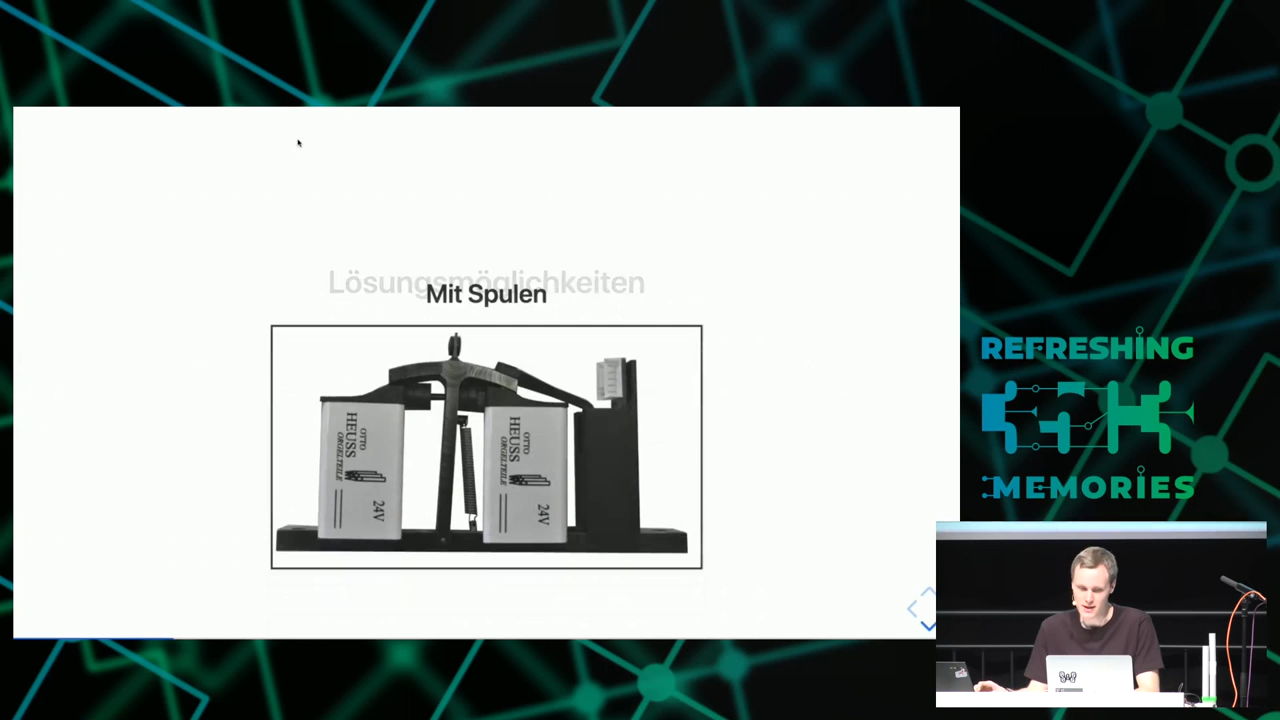 Lösungsmöglichkeiten
Mit Spulen
OTTO
HEUSS
ORGELTEILE
24V
OTTO
HEUSS
ORGELTEILE
24V
REFRESHING
MEMORIES